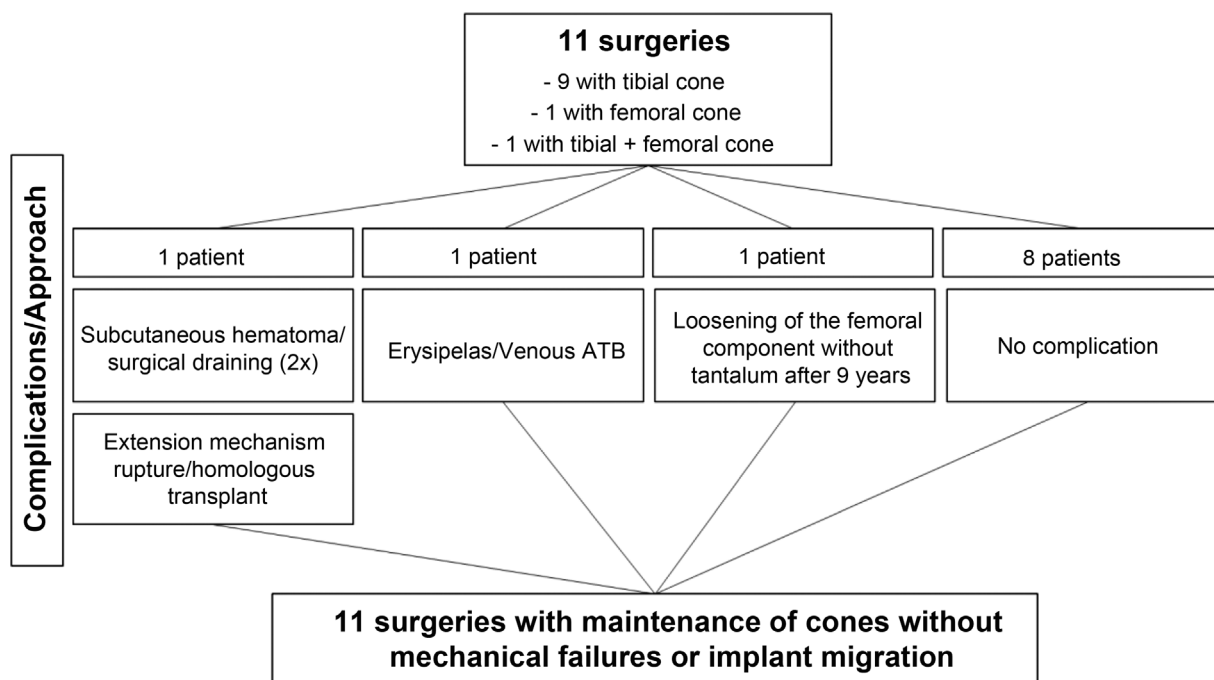 11 surgeries
- 9 with tibial cone
- 1 with femoral cone
- 1 with tibial + femoral cone
Complications/Approach
1 patient
1 patient
1 patient
8 patients
Subcutaneous hematoma/
surgical draining (2x)
Erysipelas/Venous ATB
Loosening of the femoral
component without
tantalum after 9 years
No complication
Extension mechanism
rupture/homologous
transplant
11 surgeries with maintenance of cones without
mechanical failures or implant migration